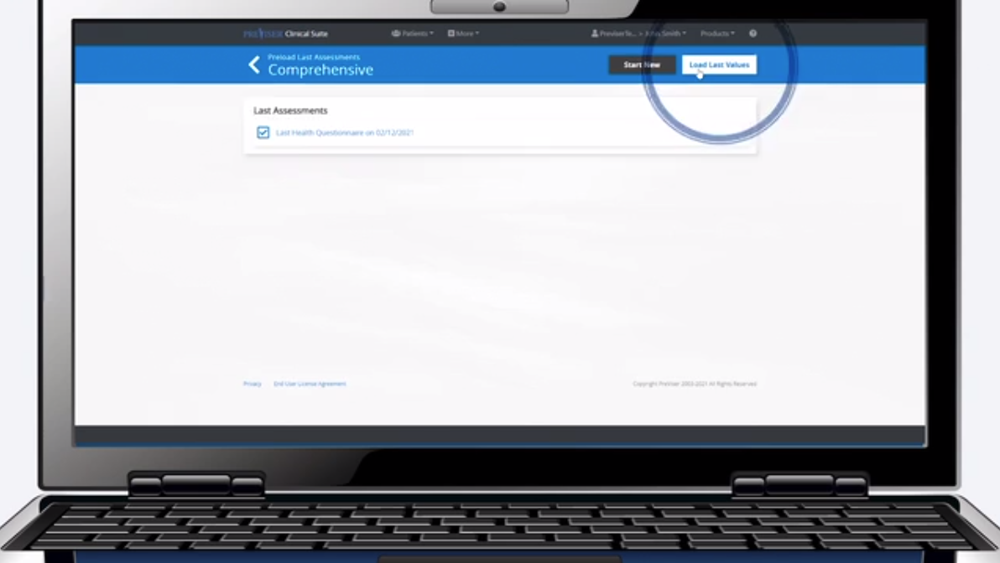 PREVISER Clinical Suite
Patients
More
PreviserTe... > John Smith
Products
Preload Last Assessments
Comprehensive
Start New
Load Last Values
Last Assessments
Last Health Questionnaire on 02/12/2021
Privacy
End User License Agreement
Copyright PreViser 2003-2021 All Rights Reserved